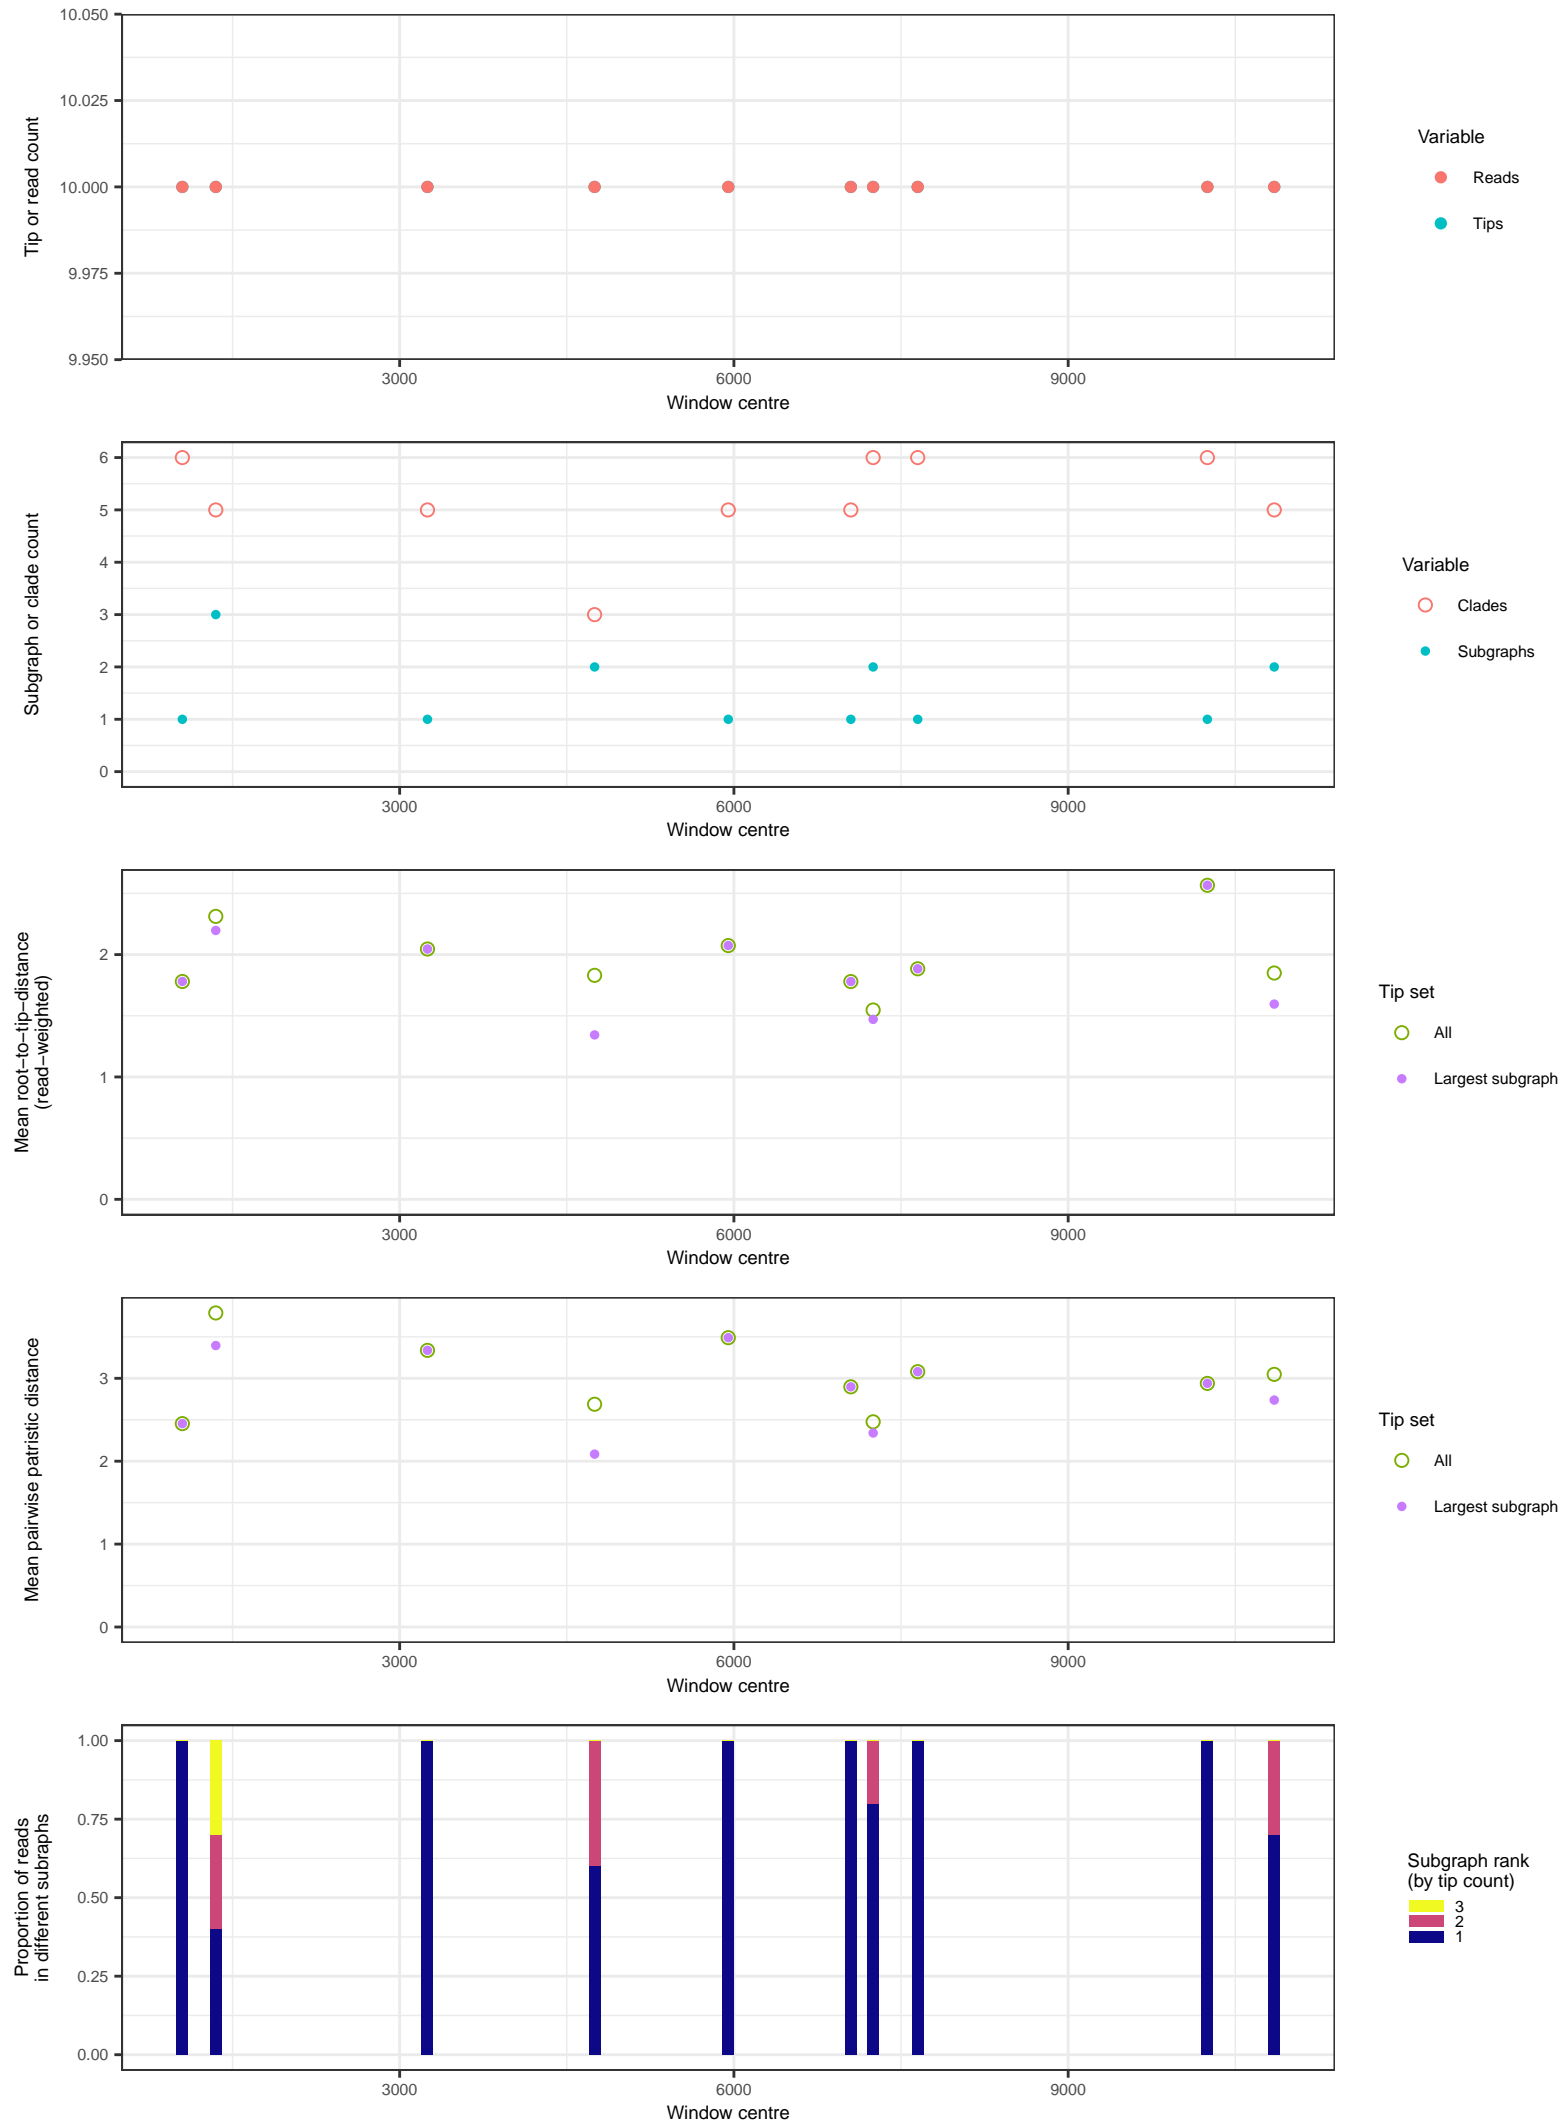 10.050
10.025
10.000
9.975
9.950
Tip or read count
3000
6000
9000
Window centre
Variable
Reads
Tips
6
5
4
3
2
1
0
Subgraph or clade count
3000
6000
9000
Window centre
Variable
Clades
Subgraphs
2
1
0
Mean root−to−tip−distance
(read−weighted)
3000
6000
9000
Window centre
Tip set
All
Largest subgraph
3
2
1
0
Mean pairwise patristic distance
3000
6000
9000
Window centre
Tip set
All
Largest subgraph
1.00
0.75
0.50
0.25
0.00
Proportion of reads
in different subraphs
3000
6000
9000
Window centre
Subgraph rank
(by tip count)
3
2
1